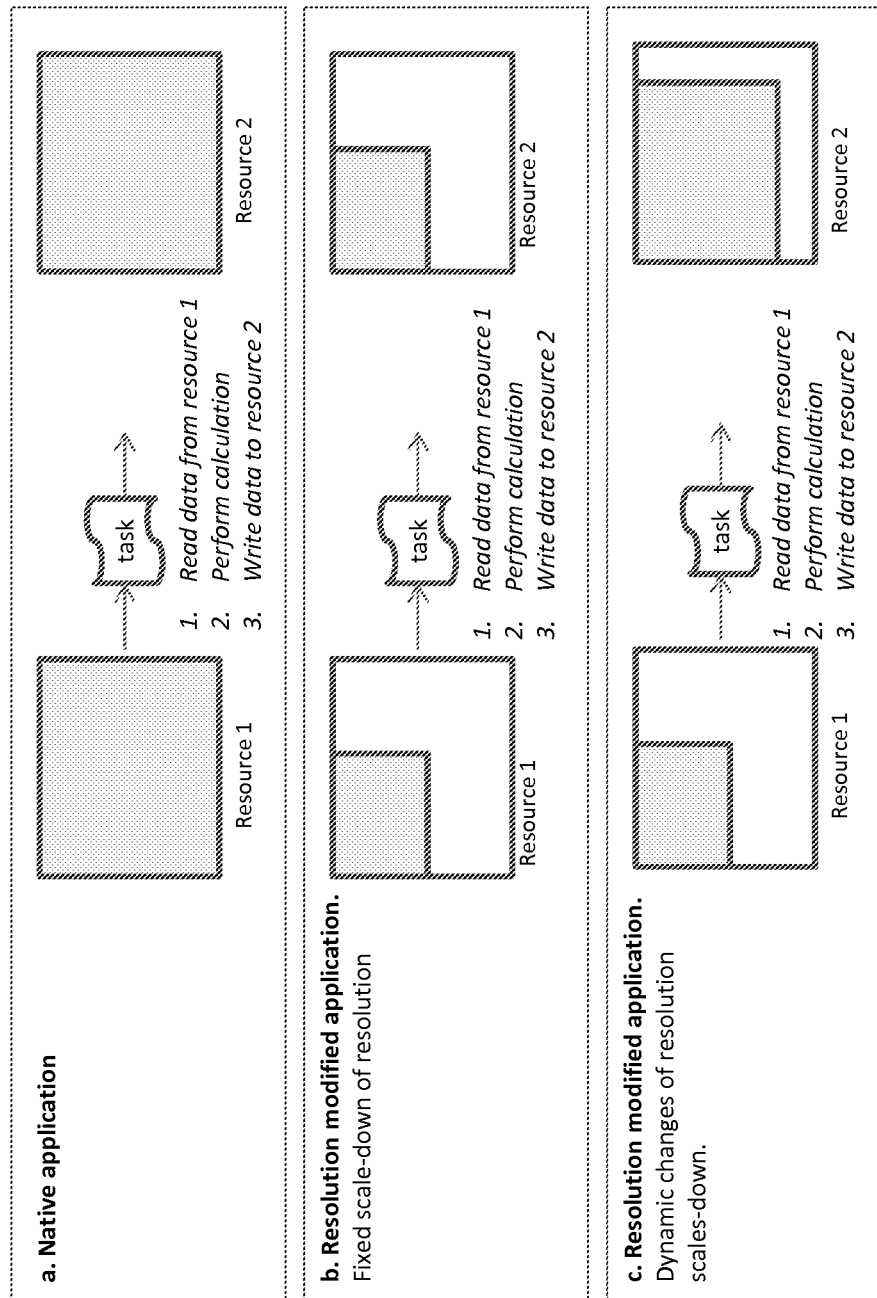 a. Native application
Resource 1
task
1. Read data from resource 1
2. Perform calculation
3. Write data to resource 2
Resource 2
b. Resolution modified application.
Fixed scale-down of resolution
Resource 1
task
1. Read data from resource 1
2. Perform calculation
3. Write data to resource 2
Resource 2
c. Resolution modified application.
Dynamic changes of resolution
scales-down.
Resource 1
task
1. Read data from resource 1
2. Perform calculation
3. Write data to resource 2
Resource 2